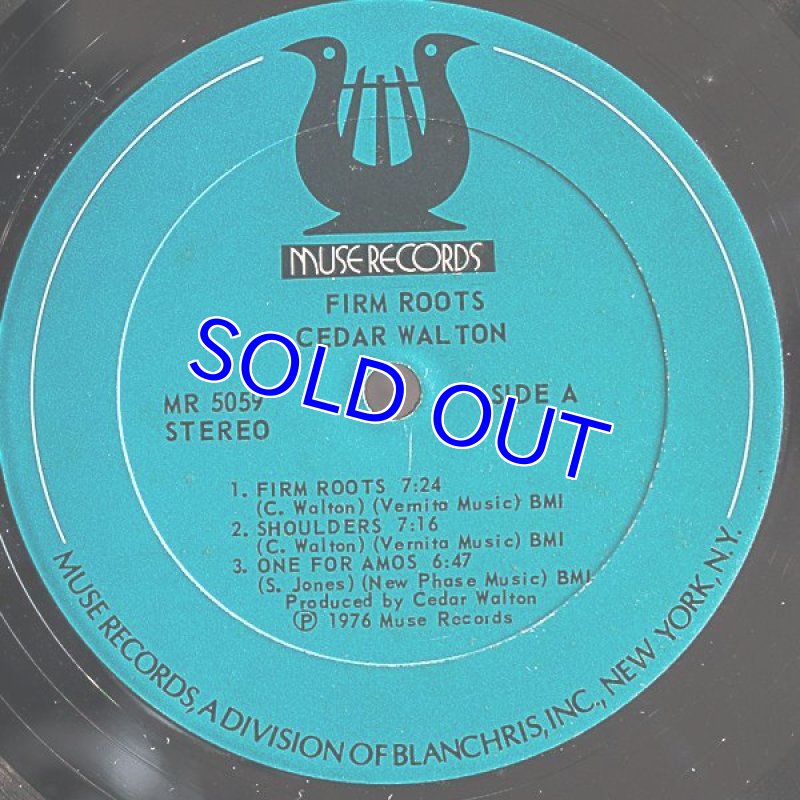 MUSE RECORDS
FIRM ROOTS
CEDAR WALTON
SOLD OUT
MR 5059
SIDE A
STEREO
1. FIRM ROOTS 7:24
(C. Walton) (Vernita Music) BMI
2. SHOULDERS 7:16
(C. Walton) (Vernita Music) BMI
3. ONE FOR AMOS 6:47
(S. Jones) (New Phase Music) BMI
Produced by Cedar Walton
℗ 1976 Muse Records
MUSE RECORDS, A DIVISION OF BLANCHRIS, INC., NEW YORK, N.Y.